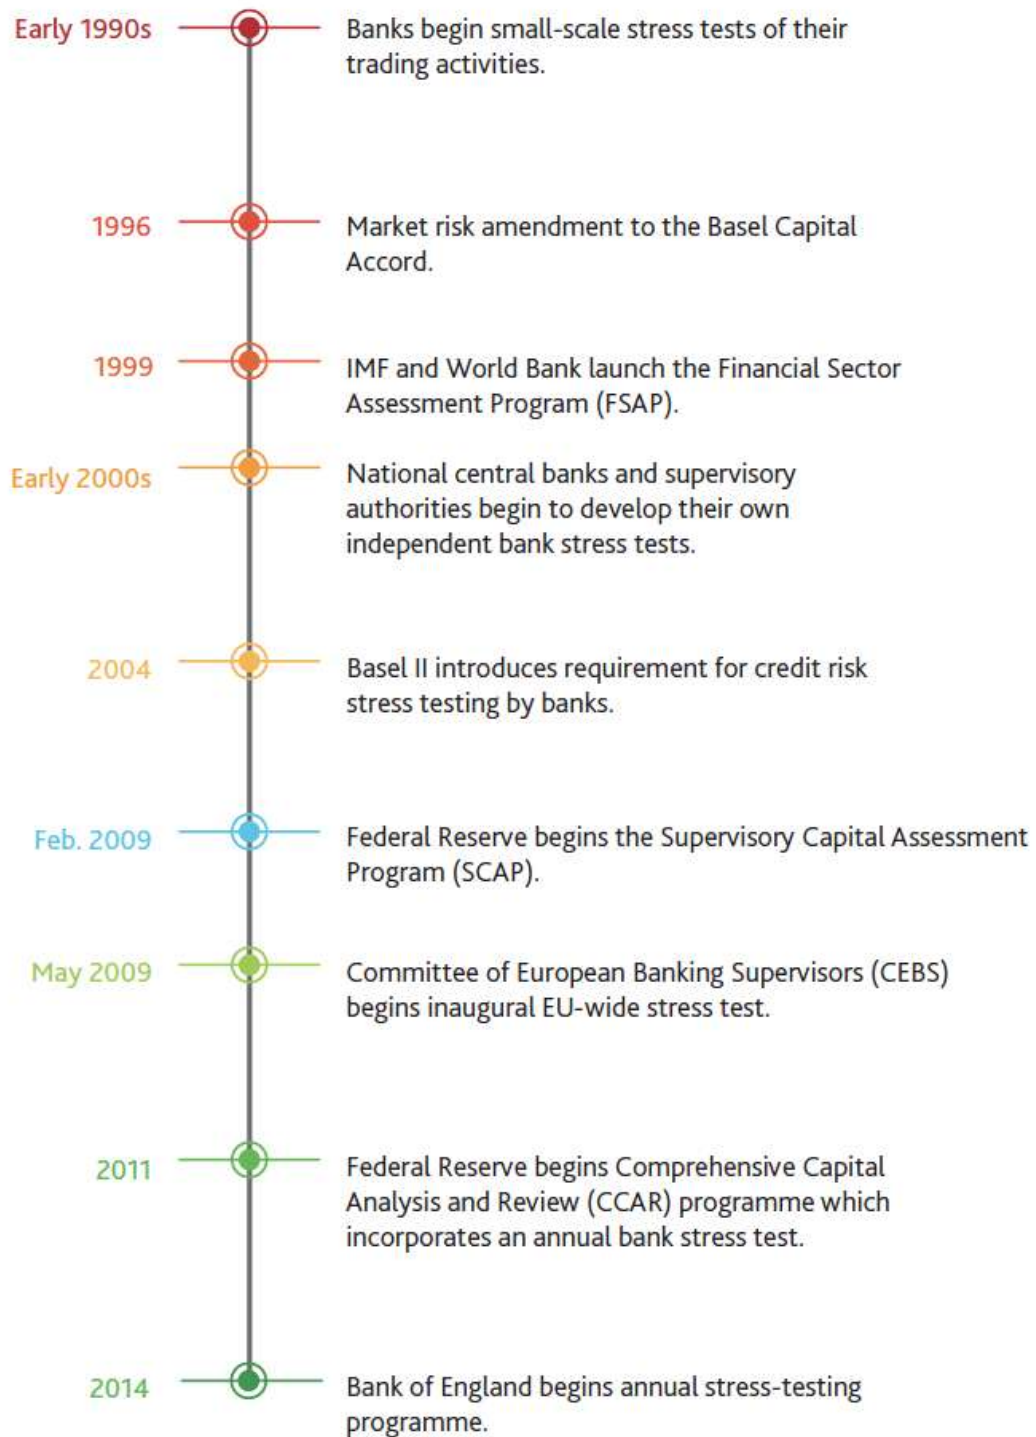 Early 1990s
Banks begin small-scale stress tests of their
trading activities.
1996
Market risk amendment to the Basel Capital
Accord.
1999
IMF and World Bank launch the Financial Sector
Assessment Program (FSAP).
Early 2000s
National central banks and supervisory
authorities begin to develop their own
independent bank stress tests.
2004
Basel II introduces requirement for credit risk
stress testing by banks.
Feb. 2009
Federal Reserve begins the Supervisory Capital Assessment
Program (SCAP).
May 2009
Committee of European Banking Supervisors (CEBS)
begins inaugural EU-wide stress test.
2011
Federal Reserve begins Comprehensive Capital
Analysis and Review (CCAR) programme which
incorporates an annual bank stress test.
2014
Bank of England begins annual stress-testing
programme.